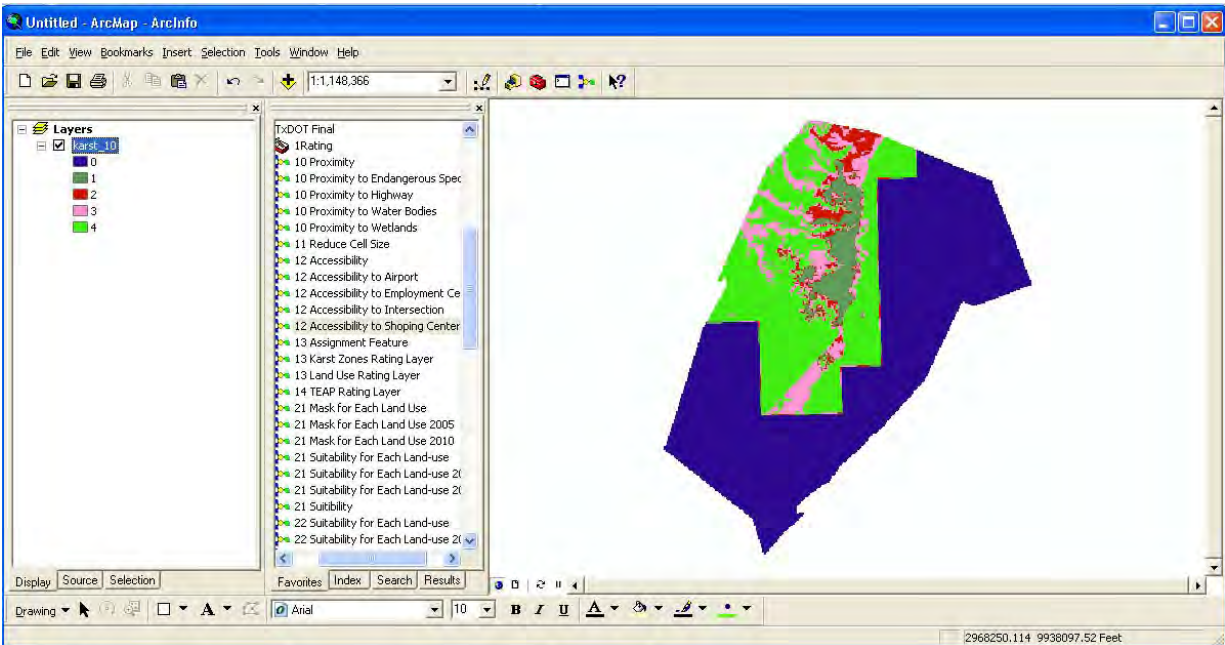 Untitled - ArcMap - ArcInfo
File Edit View Bookmarks Insert Selection Tools Window Help
1:1,148,366
Layers
karst_10
0
1
2
3
4
TxDOT Final
1Rating
10 Proximity
10 Proximity to Endangerous Spec
10 Proximity to Highway
10 Proximity to Water Bodies
10 Proximity to Wetlands
11 Reduce Cell Size
12 Accessibility
12 Accessibility to Airport
12 Accessibility to Employment Ce
12 Accessibility to Intersection
12 Accessibility to Shoping Center
13 Assignment Feature
13 Karst Zones Rating Layer
13 Land Use Rating Layer
14 TEAP Rating Layer
21 Mask for Each Land Use
21 Mask for Each Land Use 2005
21 Mask for Each Land Use 2010
21 Suitability for Each Land-use
21 Suitability for Each Land-use 20
21 Suitability for Each Land-use 20
21 Suitibility
22 Suitability for Each Land-use
22 Suitability for Each Land-use 20
Display Source Selection
Favorites Index Search Results
Drawing A Arial 10 B I U A
2968250.114 9938097.52 Feet